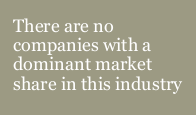 There are no
companies with a
dominant market
share in this industry